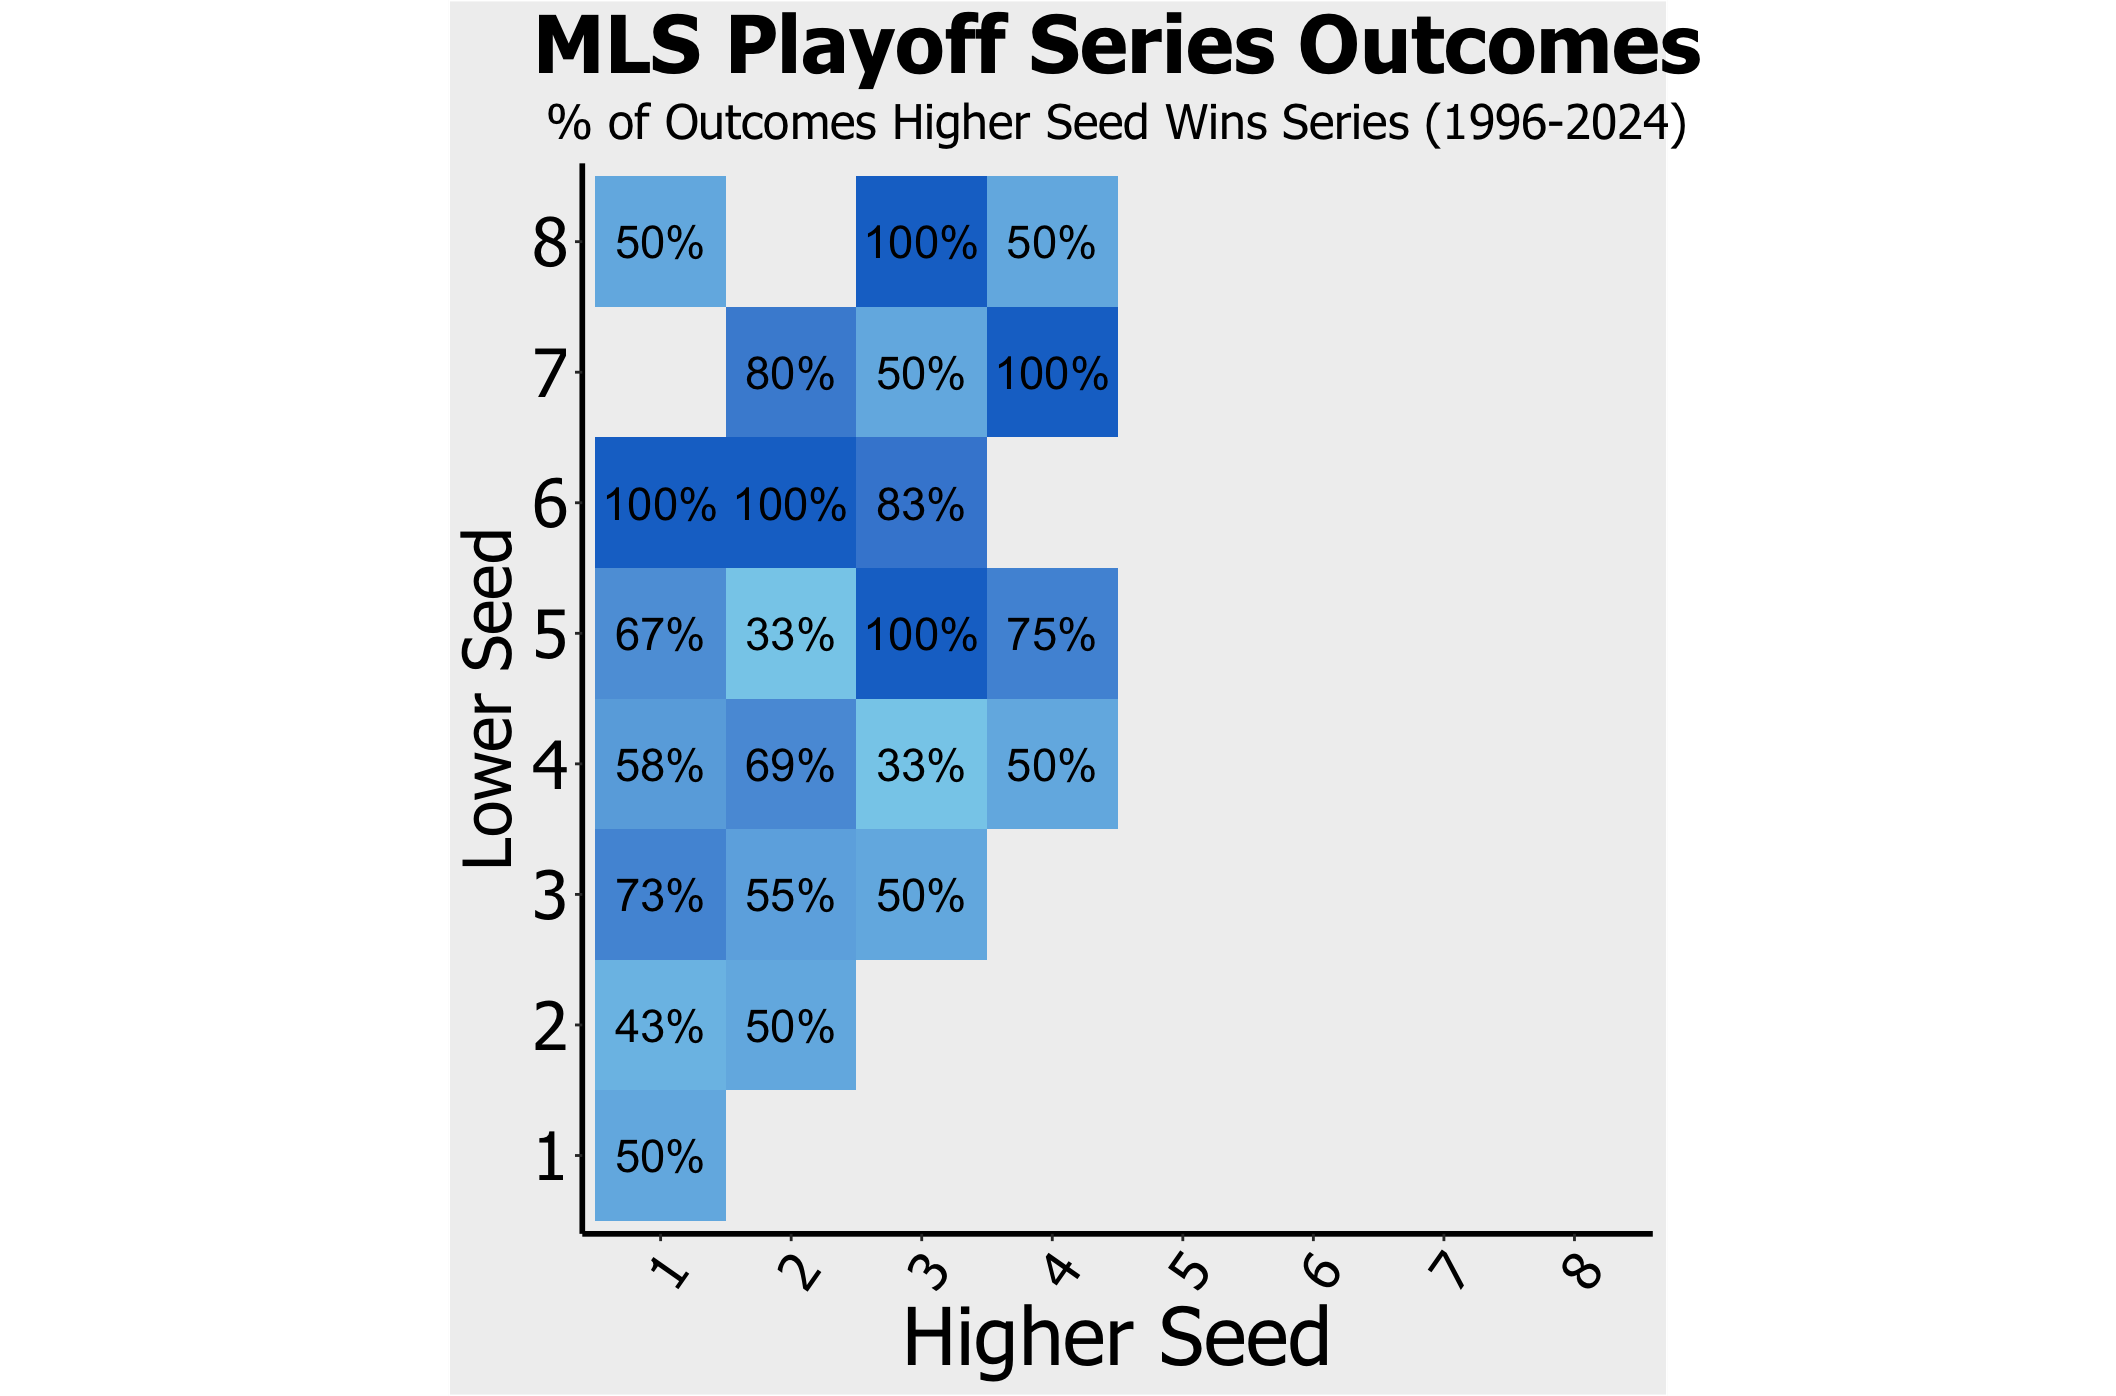 MLS Playoff Series Outcomes
% of Outcomes Higher Seed Wins Series (1996-2024)
8 50% 100% 50%
7 80% 50% 100%
6 100% 100% 83%
5 67% 33% 100% 75%
4 58% 69% 33% 50%
3 73% 55% 50%
2 43% 50%
1 50%
Lower Seed
1 2 3 4 5 6 7 8
Higher Seed